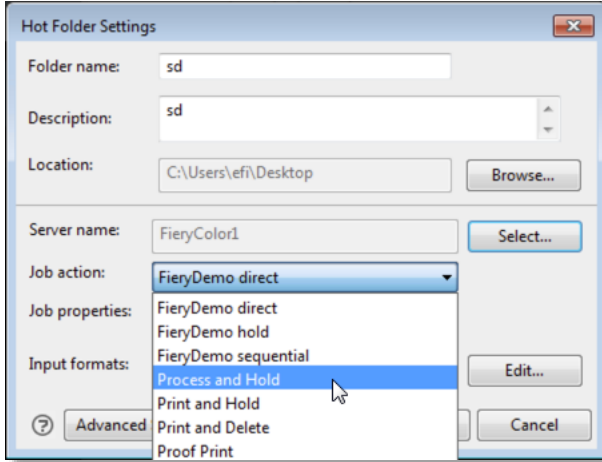 Hot Folder Settings
Folder name: sd
Description: sd
Location: C:\Users\efi\Desktop Browse...
Server name: FieryColor1 Select...
Job action: FieryDemo direct
Job properties: FieryDemo direct
FieryDemo hold
Input formats: FieryDemo sequential
Process and Hold Edit...
Print and Hold
? Advanced Print and Delete Cancel
Proof Print